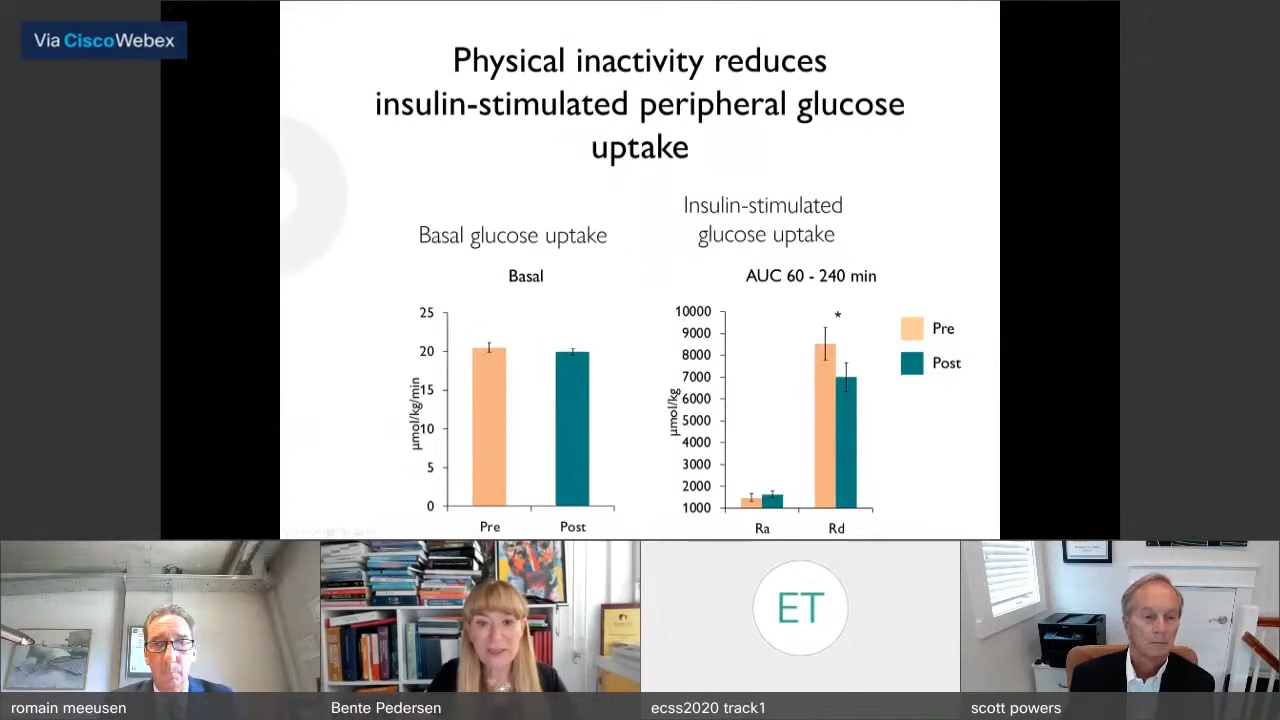 Via Cisco Webex
Physical inactivity reduces
insulin-stimulated peripheral glucose
uptake
Basal glucose uptake
Insulin-stimulated
glucose uptake
Basal
25
20
15
10
5
0
µmol/kg/min
Pre
Post
AUC 60 - 240 min
10000
9000
8000
7000
6000
5000
4000
3000
2000
1000
µmol/kg
*
Ra
Rd
Pre
Post
ET
romain meeusen
Bente Pedersen
ecss2020 track1
scott powers